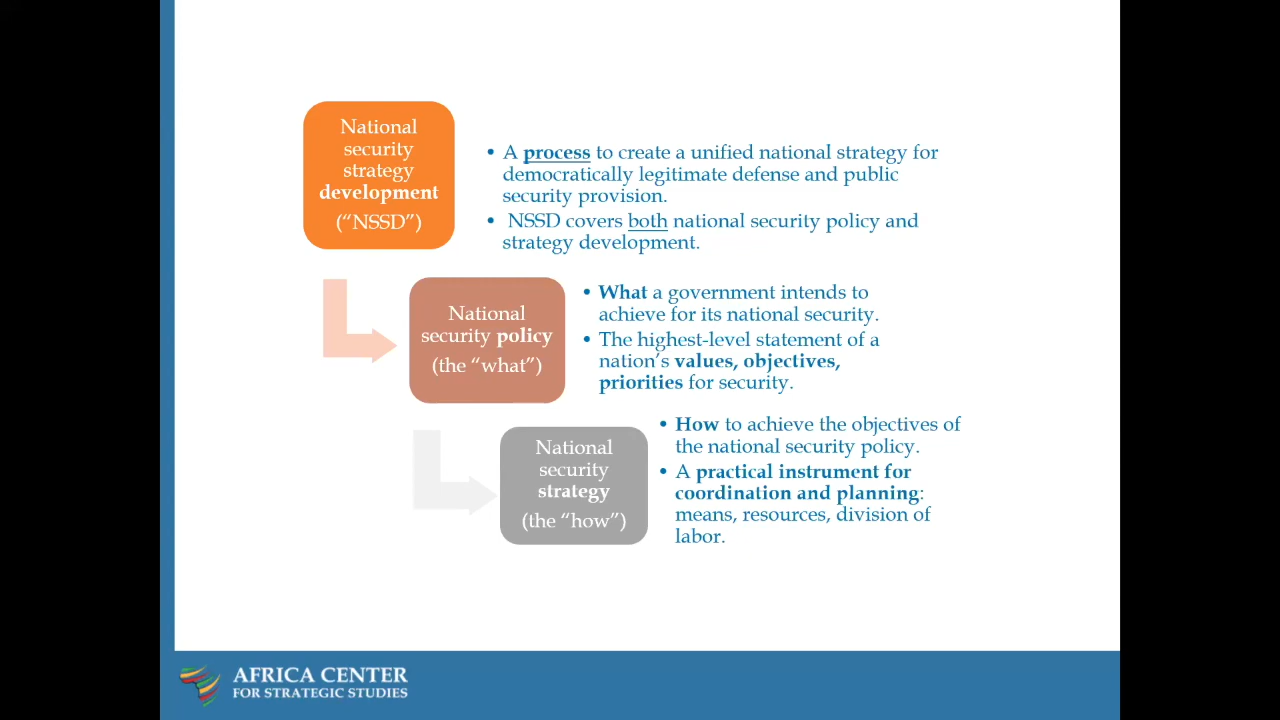 National
security
strategy
development
(“NSSD”)
• A process to create a unified national strategy for
democratically legitimate defense and public
security provision.
• NSSD covers both national security policy and
strategy development.
National
security policy
(the “what”)
• What a government intends to
achieve for its national security.
• The highest-level statement of a
nation’s values, objectives,
priorities for security.
National
security
strategy
(the “how”)
• How to achieve the objectives of
the national security policy.
• A practical instrument for
coordination and planning:
means, resources, division of
labor.
AFRICA CENTER
FOR STRATEGIC STUDIES